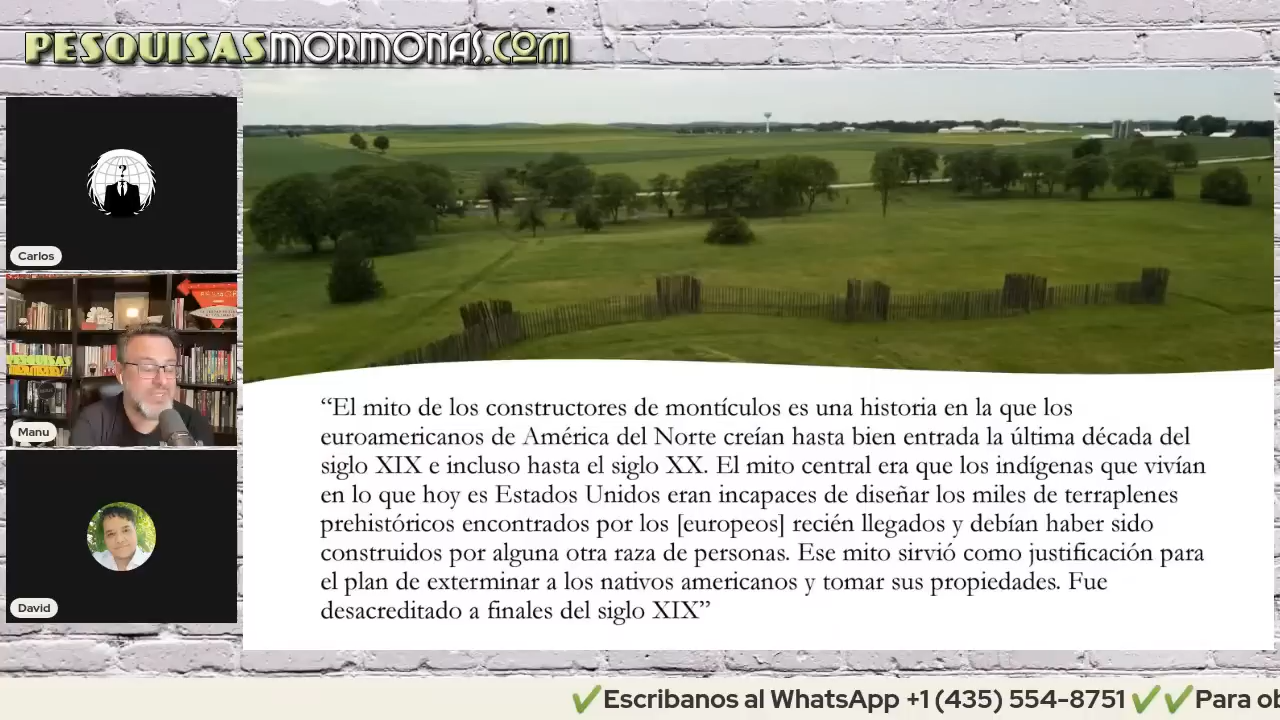 PESQUISASMORMONAS.COM
Carlos
Manu
David
“El mito de los constructores de montículos es una historia en la que los
euroamericanos de América del Norte creían hasta bien entrada la última década del
siglo XIX e incluso hasta el siglo XX. El mito central era que los indígenas que vivían
en lo que hoy es Estados Unidos eran incapaces de diseñar los miles de terraplenes
prehistóricos encontrados por los [europeos] recién llegados y debían haber sido
construidos por alguna otra raza de personas. Ese mito sirvió como justificación para
el plan de exterminar a los nativos americanos y tomar sus propiedades. Fue
desacreditado a finales del siglo XIX”
✔Escribanos al WhatsApp +1 (435) 554-8751✔✔Para